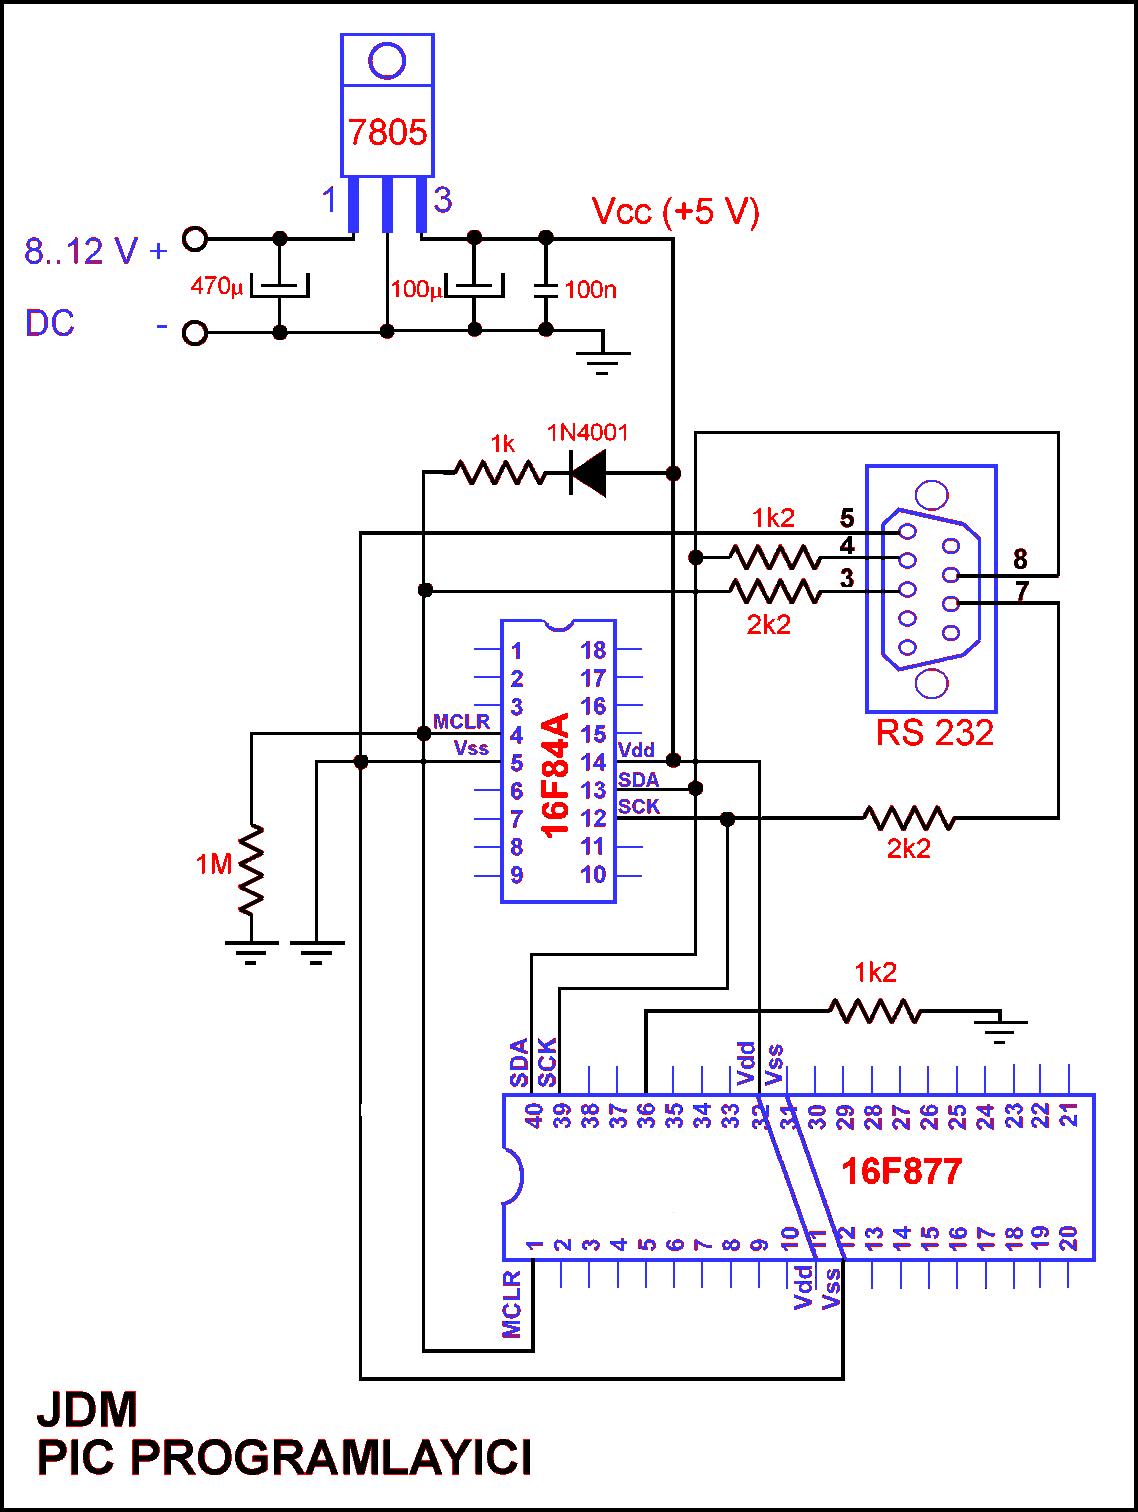 7805
1
3
Vcc (+5 V)
8..12 V +
470µ
100µ
100n
DC -
1N4001
1k
1k2
5
4
3
8
7
2k2
RS 232
1 18
2 17
3 16
MCLR 4 15
Vss 5 14 Vdd
6 13 SDA
7 12 SCK
8 11
9 10
16F84A
2k2
1M
1k2
SDA SCK Vdd Vss
40 39 38 37 36 35 34 33 32 31 30 29 28 27 26 25 24 23 22 21
16F877
1 2 3 4 5 6 7 8 9 10 11 12 13 14 15 16 17 18 19 20
MCLR Vdd Vss
JDM
PIC PROGRAMLAYICI